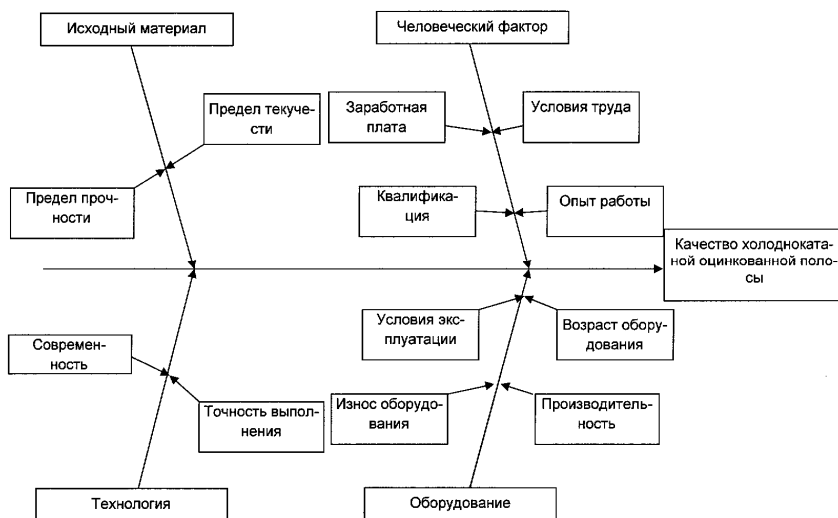 Исходный материал
Человеческий фактор
Предел текуче-
сти
Заработная
плата
Условия труда
Предел проч-
ности
Квалифика-
ция
Опыт работы
Качество холокноката-
аной оцинкованной поло-
сы
Условия экс-
плуатации
Возраст обору-
дования
Современ-
ность
Точность выпол-
нения
Износ оборудо-
вания
Производитель-
ность
Технология
Оборудование